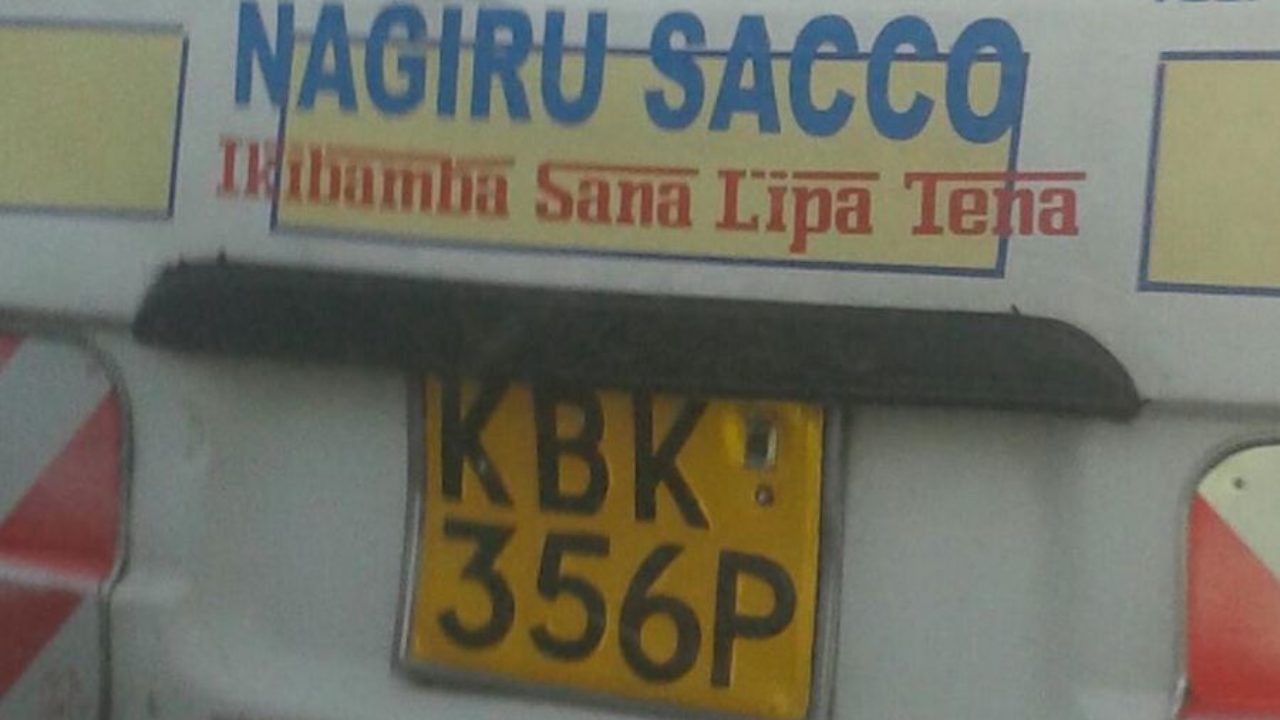 NAGIRU SACCO
Ikibamba Sana Lipa Tena
KBK
356P